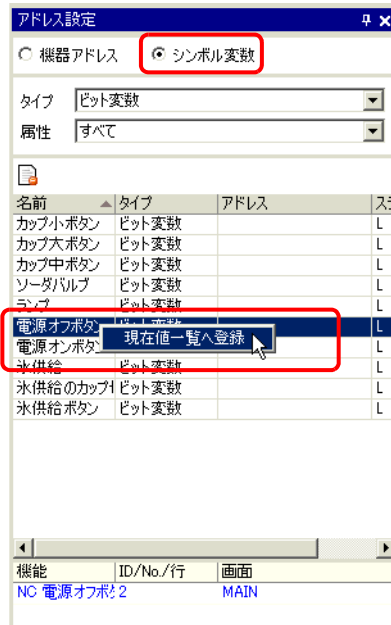 アドレス設定
機器アドレス シンボル変数
タイプ ビット変数
属性 すべて
名前 タイプ アドレス
カップ小ボタン ビット変数 L
カップ大ボタン ビット変数 L
カップ中ボタン ビット変数 L
ソーダバルブ ビット変数 L
ランプ ビット変数 L
電源オフボタン L
現在値一覧へ登録
電源オンボタ L
氷供給 ビット変数 L
氷供給のカップ ビット変数 L
氷供給ボタン ビット変数 L
機能 ID/No./行 画面
NC 電源オフボ 2 MAIN